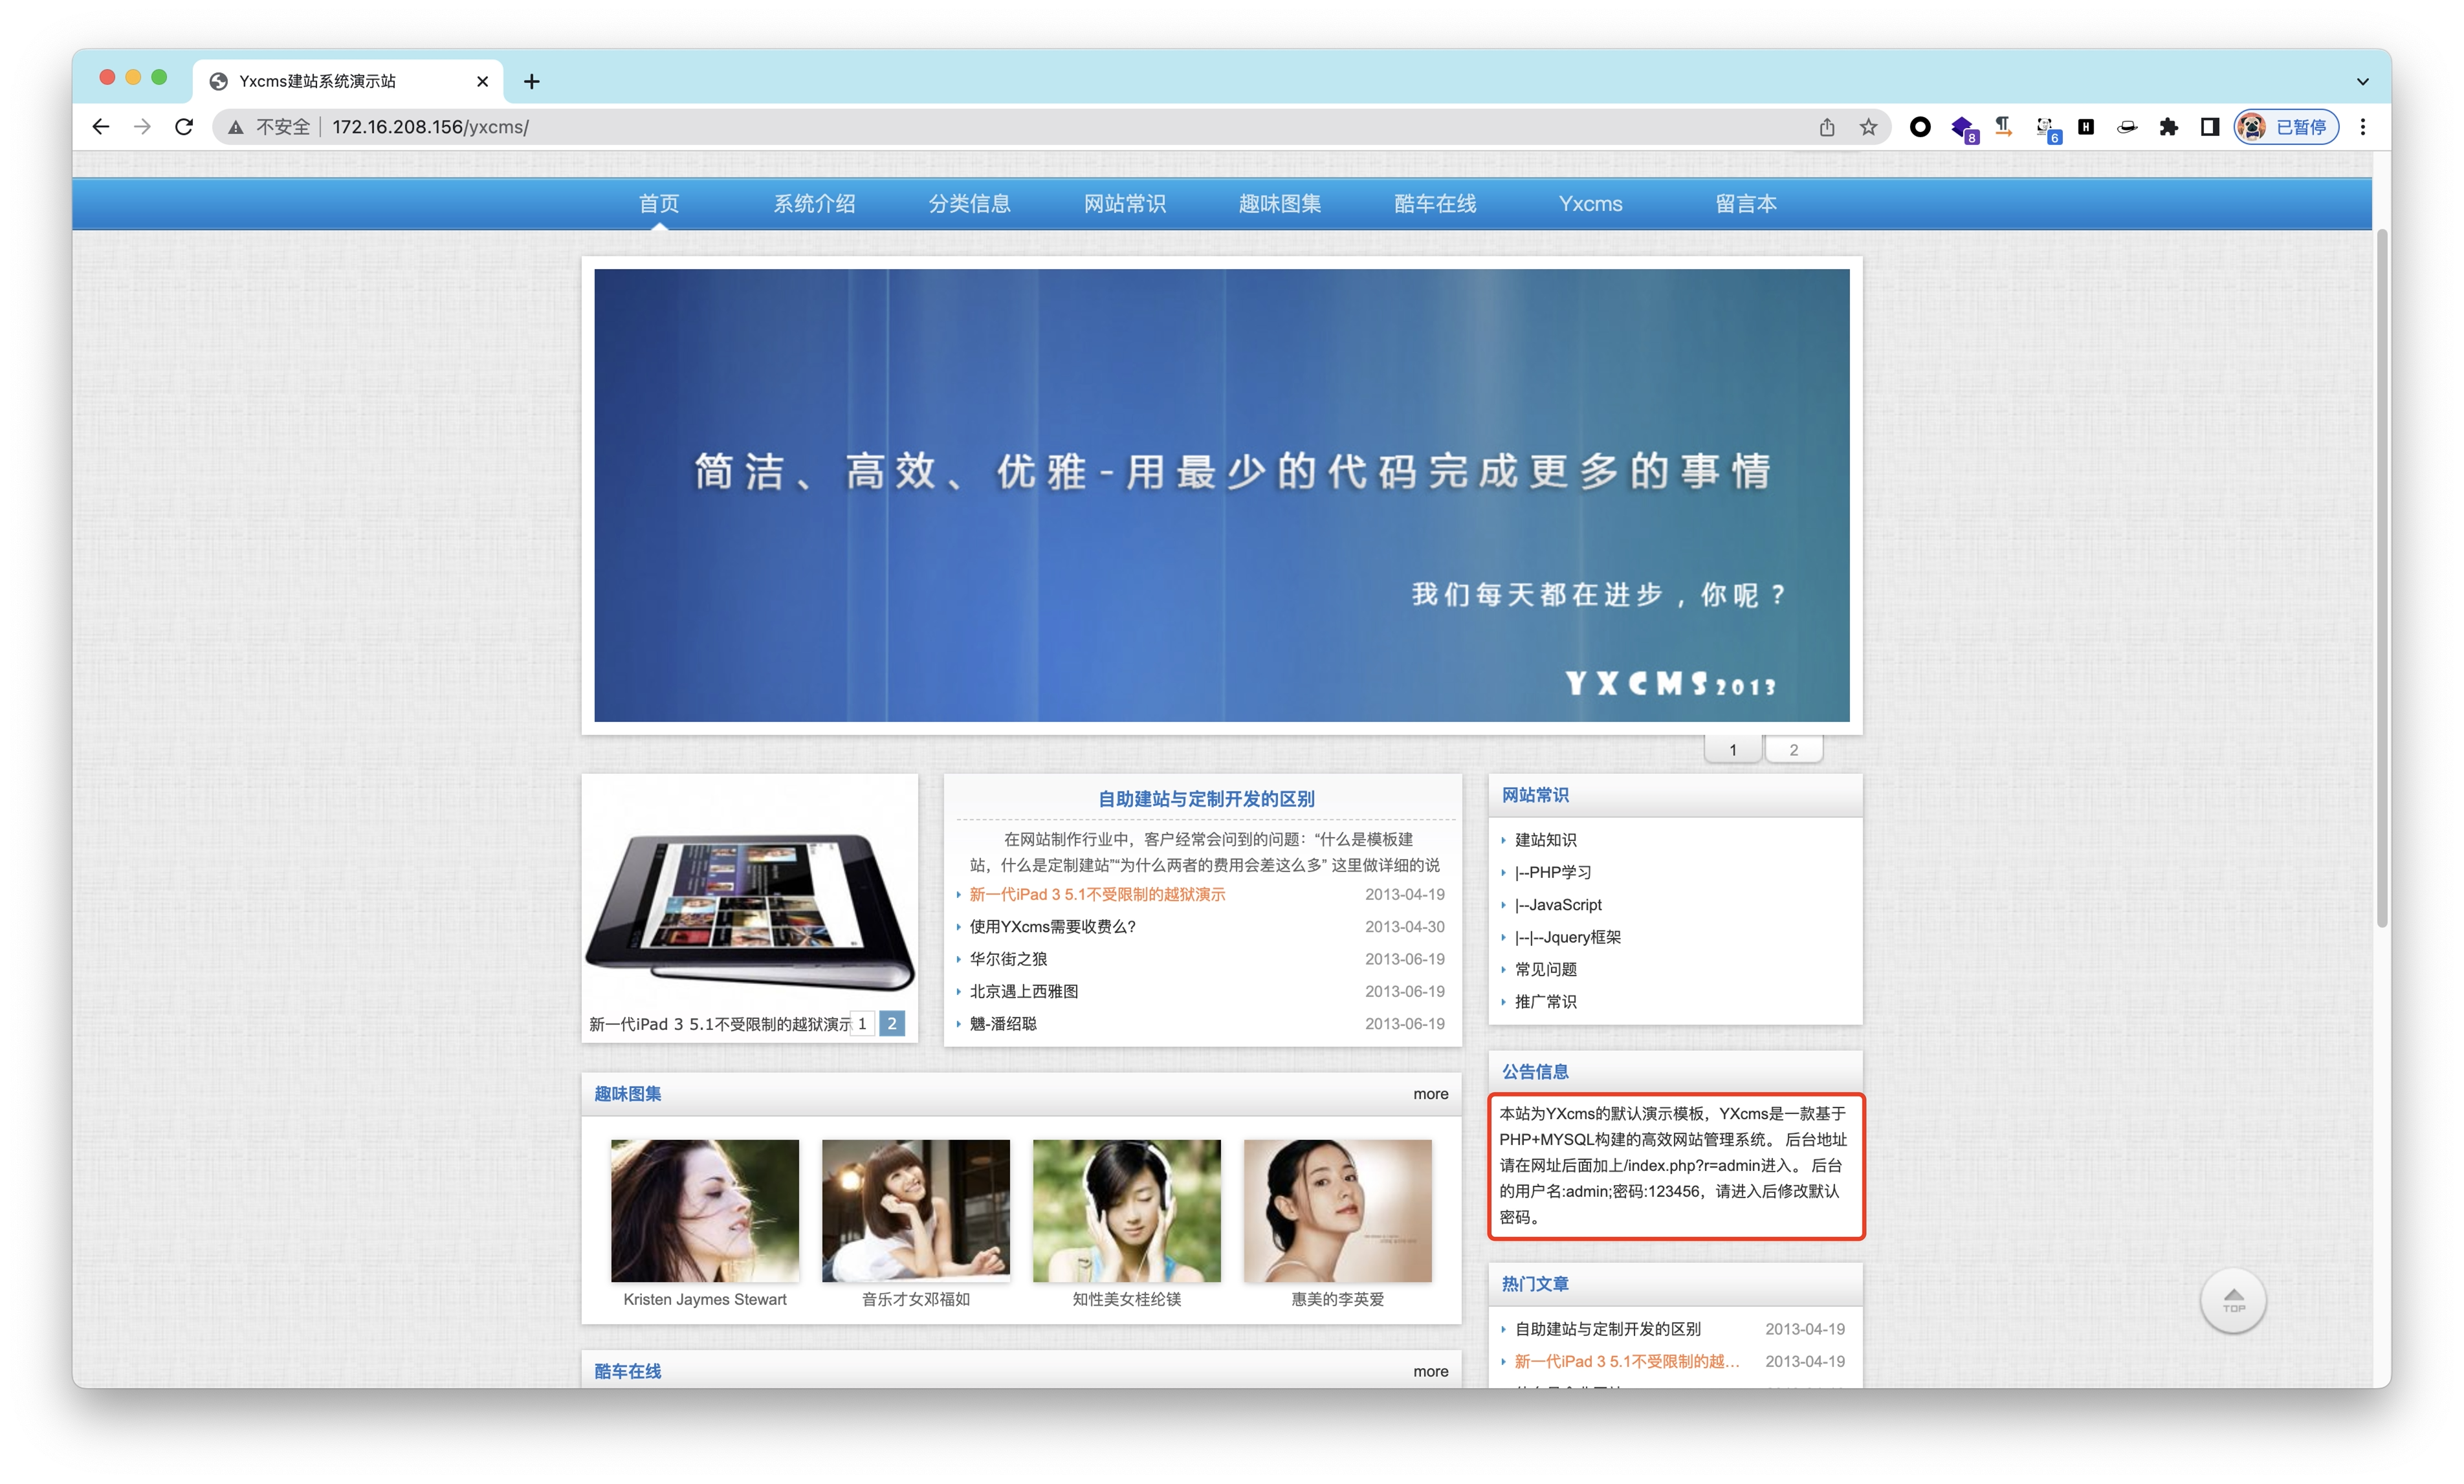 Yxcms建站系统演示站
不安全 172.16.208.156/yxcms/
8
6
已暂停
首页 系统介绍 分类信息 网站常识 趣味图集 酷车在线 Yxcms 留言本
简洁、高效、优雅-用最少的代码完成更多的事情
我们每天都在进步，你呢？
YXCMS2013
1 2
新一代iPad 3 5.1不受限制的越狱演示 1 2
自助建站与定制开发的区别
在网站制作行业中，客户经常会问到的问题：“什么是模板建
站，什么是定制建站”“为什么两者的费用会差这么多” 这里做详细的说
新一代iPad 3 5.1不受限制的越狱演示 2013-04-19
使用YXcms需要收费么? 2013-04-30
华尔街之狼 2013-06-19
北京遇上西雅图 2013-06-19
魑-潘绍聪 2013-06-19
网站常识
建站知识
|--PHP学习
|--JavaScript
|--|--Jquery框架
常见问题
推广常识
公告信息
本站为YXcms的默认演示模板，YXcms是一款基于
PHP+MYSQL构建的高效网站管理系统。 后台地址
请在网址后面加上/index.php?r=admin进入。 后台
的用户名:admin;密码:123456，请进入后修改默认
密码。
趣味图集 more
Kristen Jaymes Stewart 音乐才女邓福如 知性美女桂纶镁 惠美的李英爱
酷车在线 more
热门文章
自助建站与定制开发的区别 2013-04-19
新一代iPad 3 5.1不受限制的越... 2013-04-19
TOP